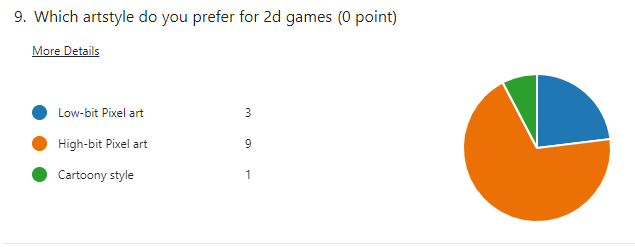 9. Which artstyle do you prefer for 2d games (0 point)
More Details
Low-bit Pixel art 3
High-bit Pixel art 9
Cartoony style 1